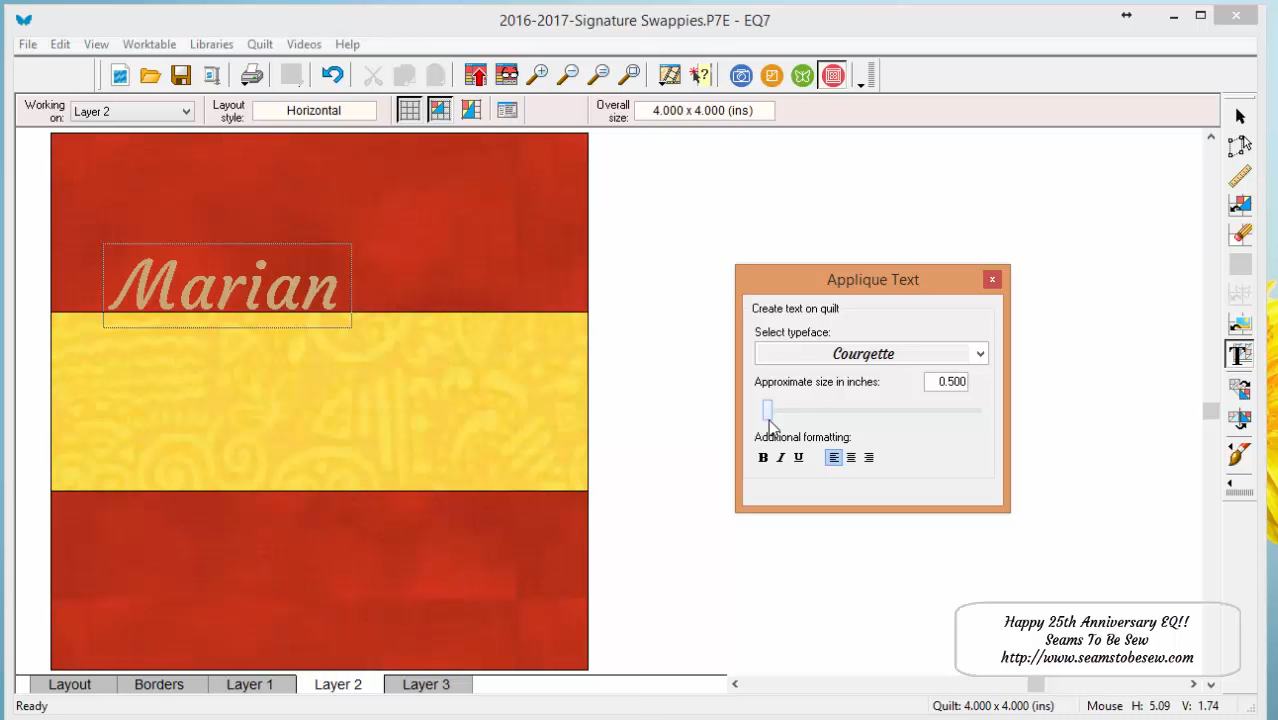 2016-2017-Signature Swappies.P7E - EQ7
File Edit View Worktable Libraries Quilt Videos Help
Working on: Layer 2 Layout style: Horizontal Overall size: 4.000 x 4.000 (ins)
Marian
Applique Text
Create text on quilt
Select typeface:
Courgette
Approximate size in inches: 0.500
Additional formatting:
B I U
Happy 25th Anniversary EQ!!
Seams To Be Sew
http://www.seamstobesew.com
Layout Borders Layer 1 Layer 2 Layer 3
Ready Quilt: 4.000 x 4.000 (ins) Mouse H: 5.09 V: 1.74